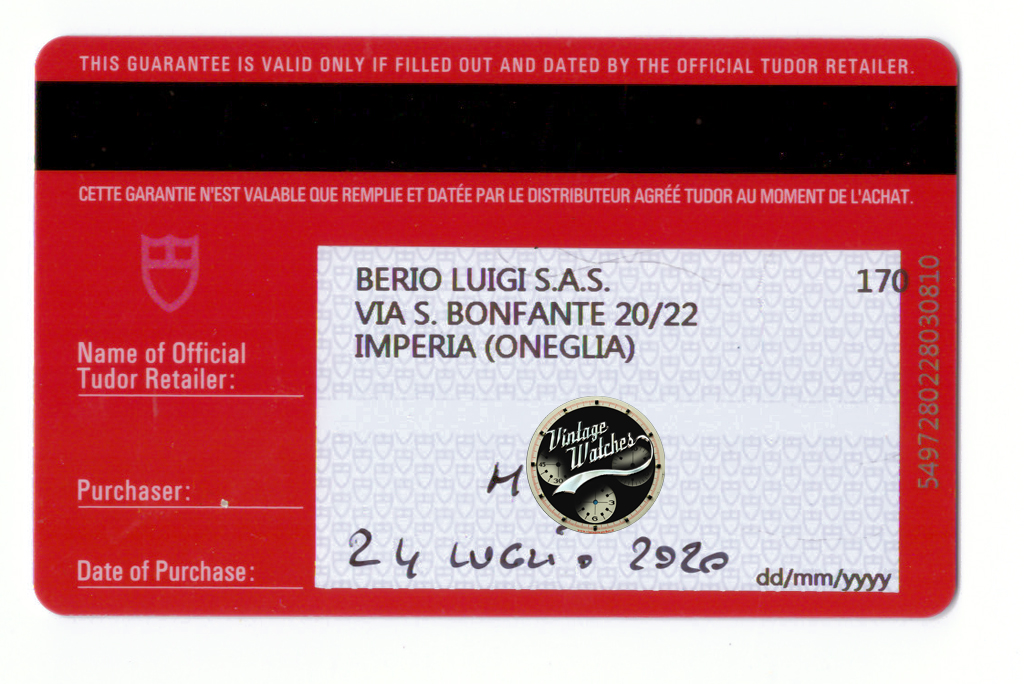 THIS GUARANTEE IS VALID ONLY IF FILLED OUT AND DATED BY THE OFFICIAL TUDOR RETAILER.
CETTE GARANTIE N'EST VALABLE QUE REMPLIE ET DATÉE PAR LE DISTRIBUTEUR AGRÉÉ TUDOR AU MOMENT DE L'ACHAT.
BERIO LUIGI S.A.S. 170
VIA S. BONFANTE 20/22
IMPERIA (ONEGLIA)
Name of Official
Tudor Retailer:
5497280228030810
Vintage
Watches
Purchaser: M
Date of Purchase: 24 LUGLIO 2020
dd/mm/yyyy